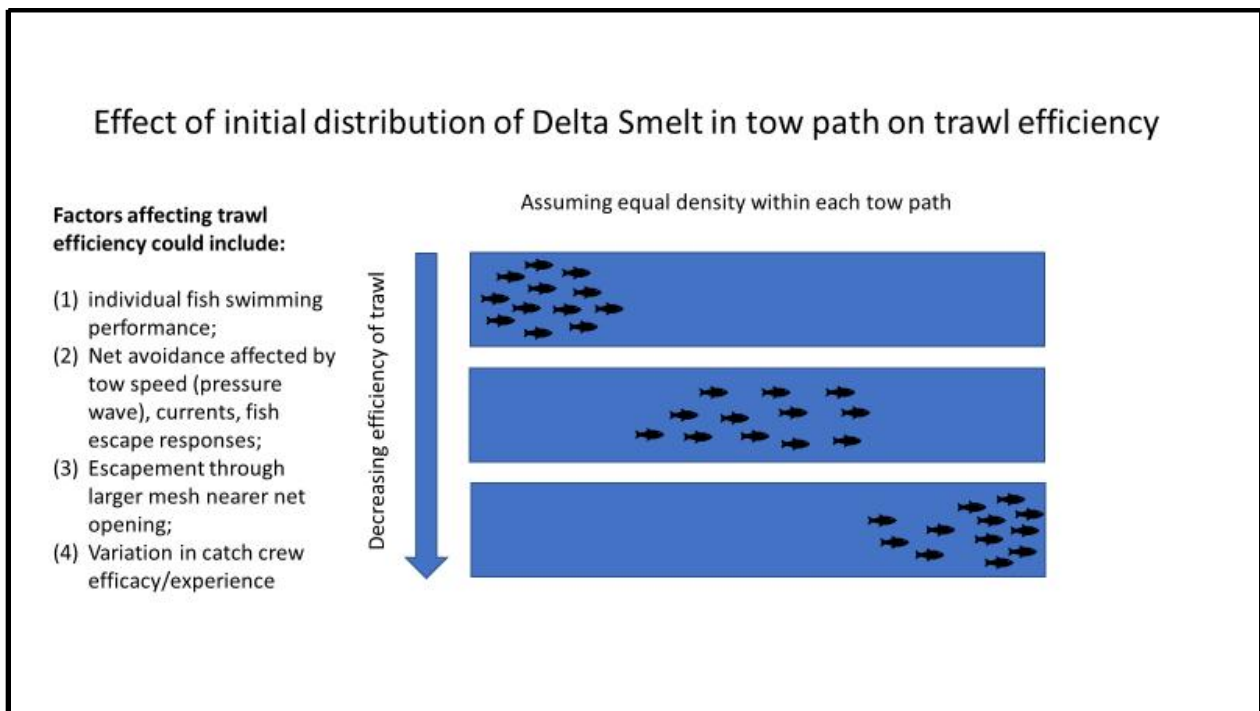 Effect of initial distribution of Delta Smelt in tow path on trawl efficiency
Factors affecting trawl
efficiency could include:
(1) individual fish swimming
performance;
(2) Net avoidance affected by
tow speed (pressure
wave), currents, fish
escape responses;
(3) Escapement through
larger mesh nearer net
opening;
(4) Variation in catch crew
efficacy/experience
Decreasing efficiency of trawl
Assuming equal density within each tow path